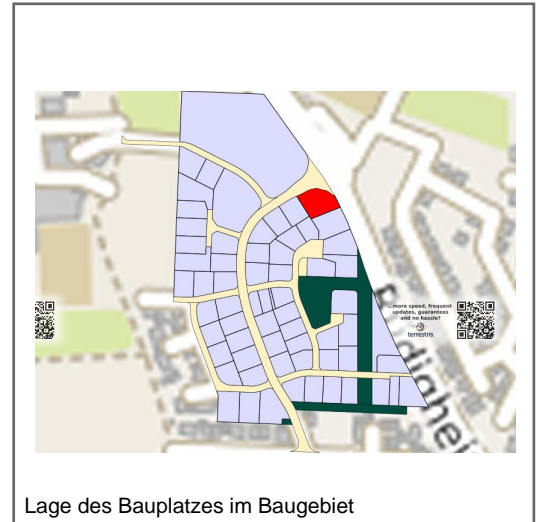 ...more speed, frequent
updates, guarantees
and no hassle?
terrestris
Lage des Bauplatzes im Baugebiet